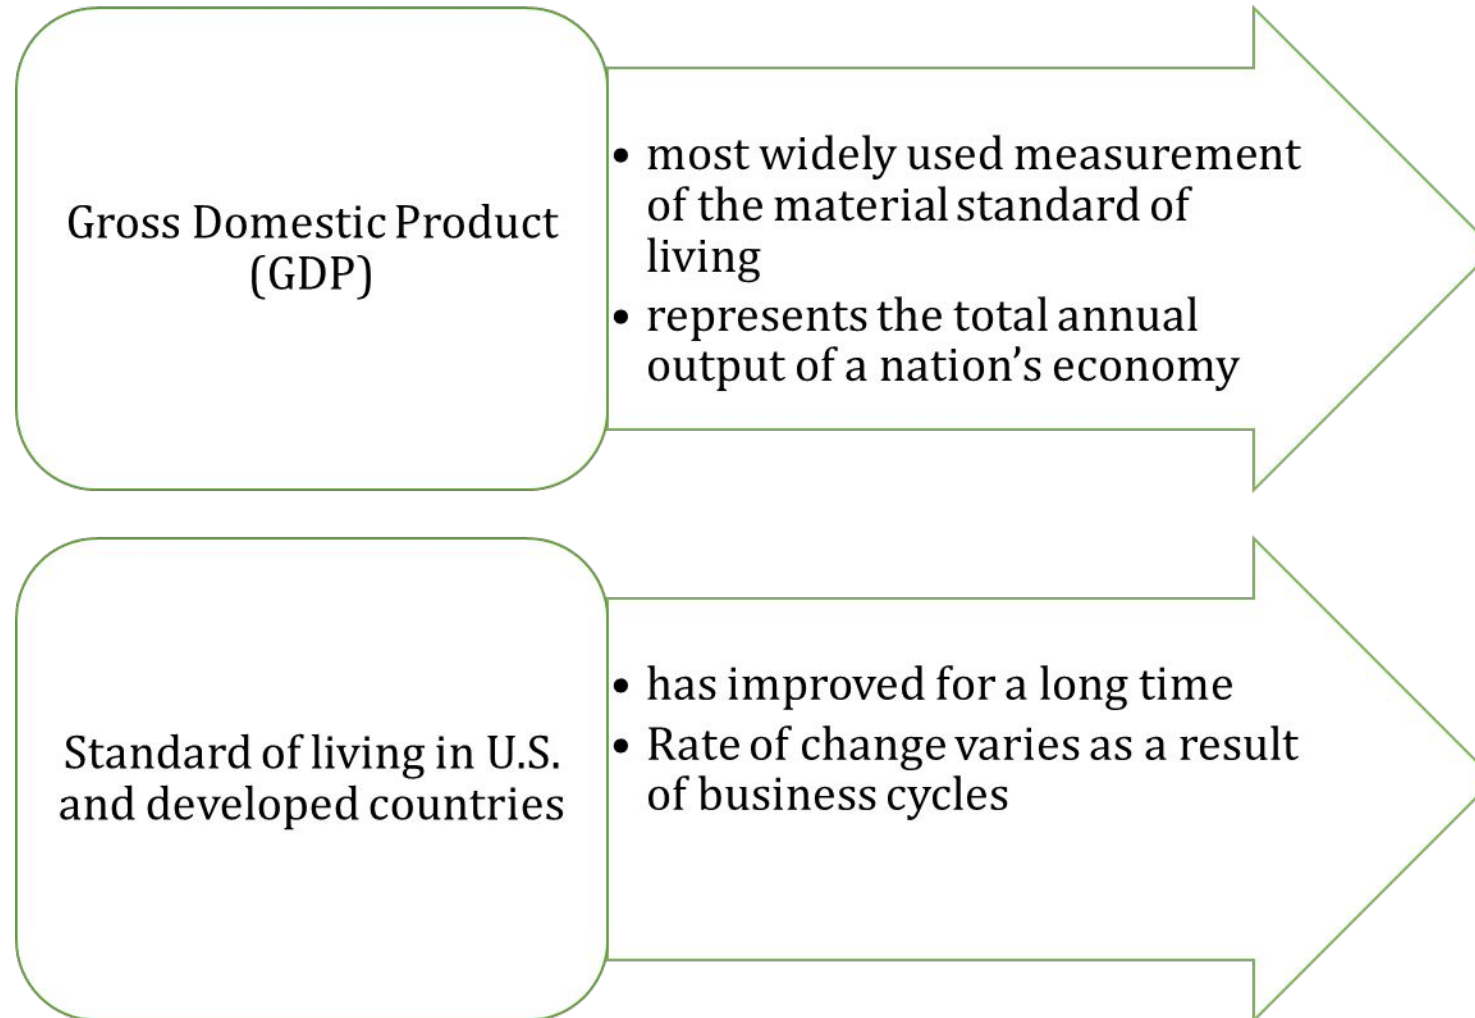 Gross Domestic Product
(GDP)
• most widely used measurement
of the material standard of
living
• represents the total annual
output of a nation’s economy
Standard of living in U.S.
and developed countries
• has improved for a long time
• Rate of change varies as a result
of business cycles